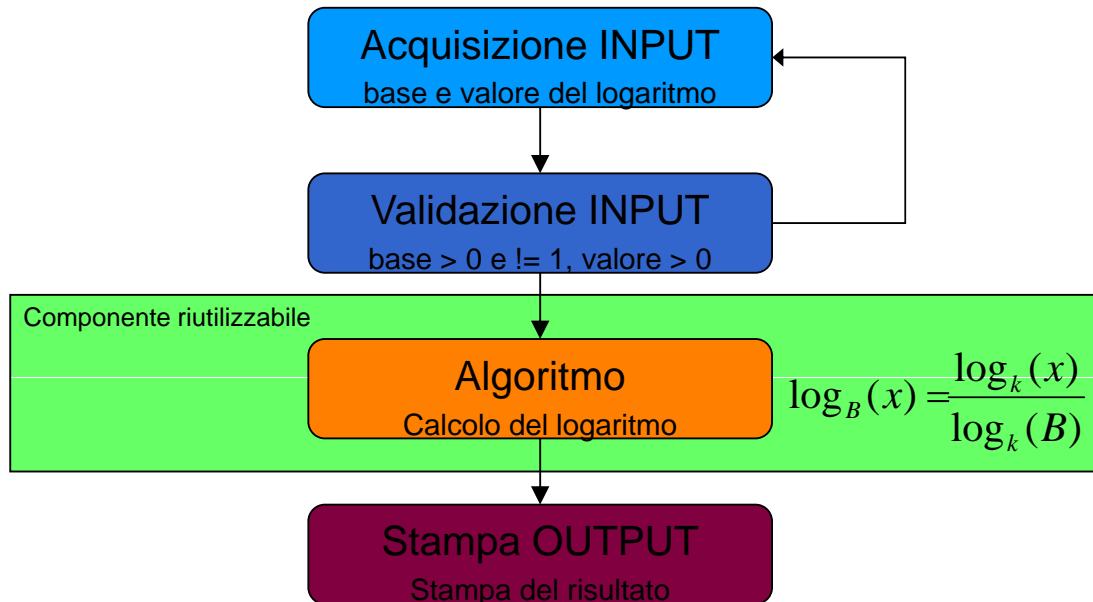 Acquisizione INPUT
base e valore del logaritmo
Validazione INPUT
base > 0 e != 1, valore > 0
Componente riutilizzabile
Algoritmo
Calcolo del logaritmo
log_B(x) = log_k(x) / log_k(B)
Stampa OUTPUT
Stampa del risultato